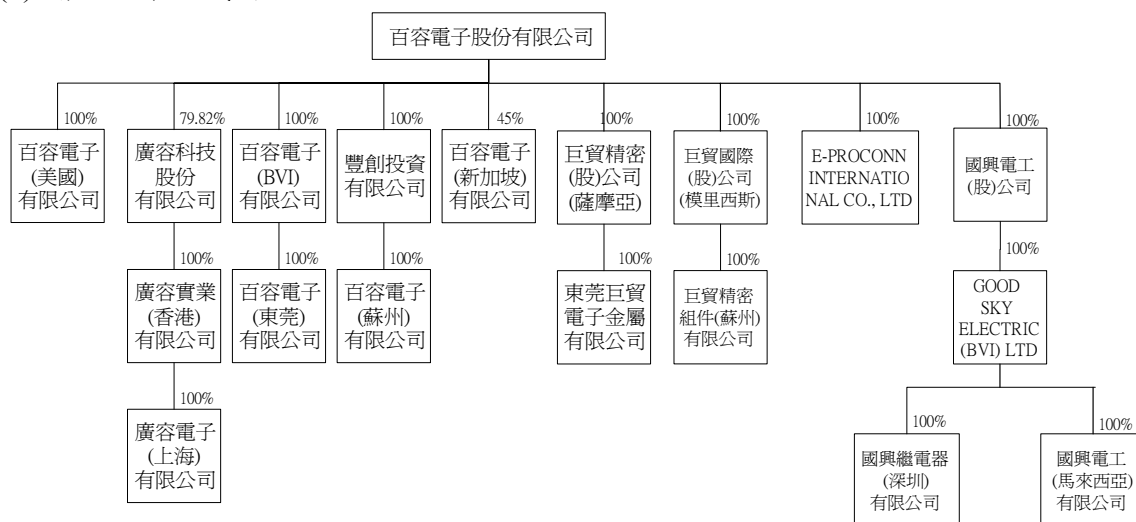 百容電子股份有限公司
100%
79.82%
100%
100%
45%
100%
100%
100%
100%
百容電子
(美國)
有限公司
廣容科技
股份
有限公司
百容電子
(BVI)
有限公司
豐創投資
有限公司
百容電子
(新加坡)
有限公司
巨貿精密
(股)公司
(薩摩亞)
巨貿國際
(股)公司
(模里西斯)
E-PROCONN
INTERNATIO
NAL CO., LTD
國興電工
(股)公司
100%
100%
100%
100%
100%
100%
廣容實業
(香港)
有限公司
百容電子
(東莞)
有限公司
百容電子
(蘇州)
有限公司
東莞巨貿
電子金屬
有限公司
巨貿精密
組件(蘇州)
有限公司
GOOD
SKY
ELECTRIC
(BVI) LTD
100%
100%
100%
廣容電子
(上海)
有限公司
國興繼電器
(深圳)
有限公司
國興電工
(馬來西亞)
有限公司